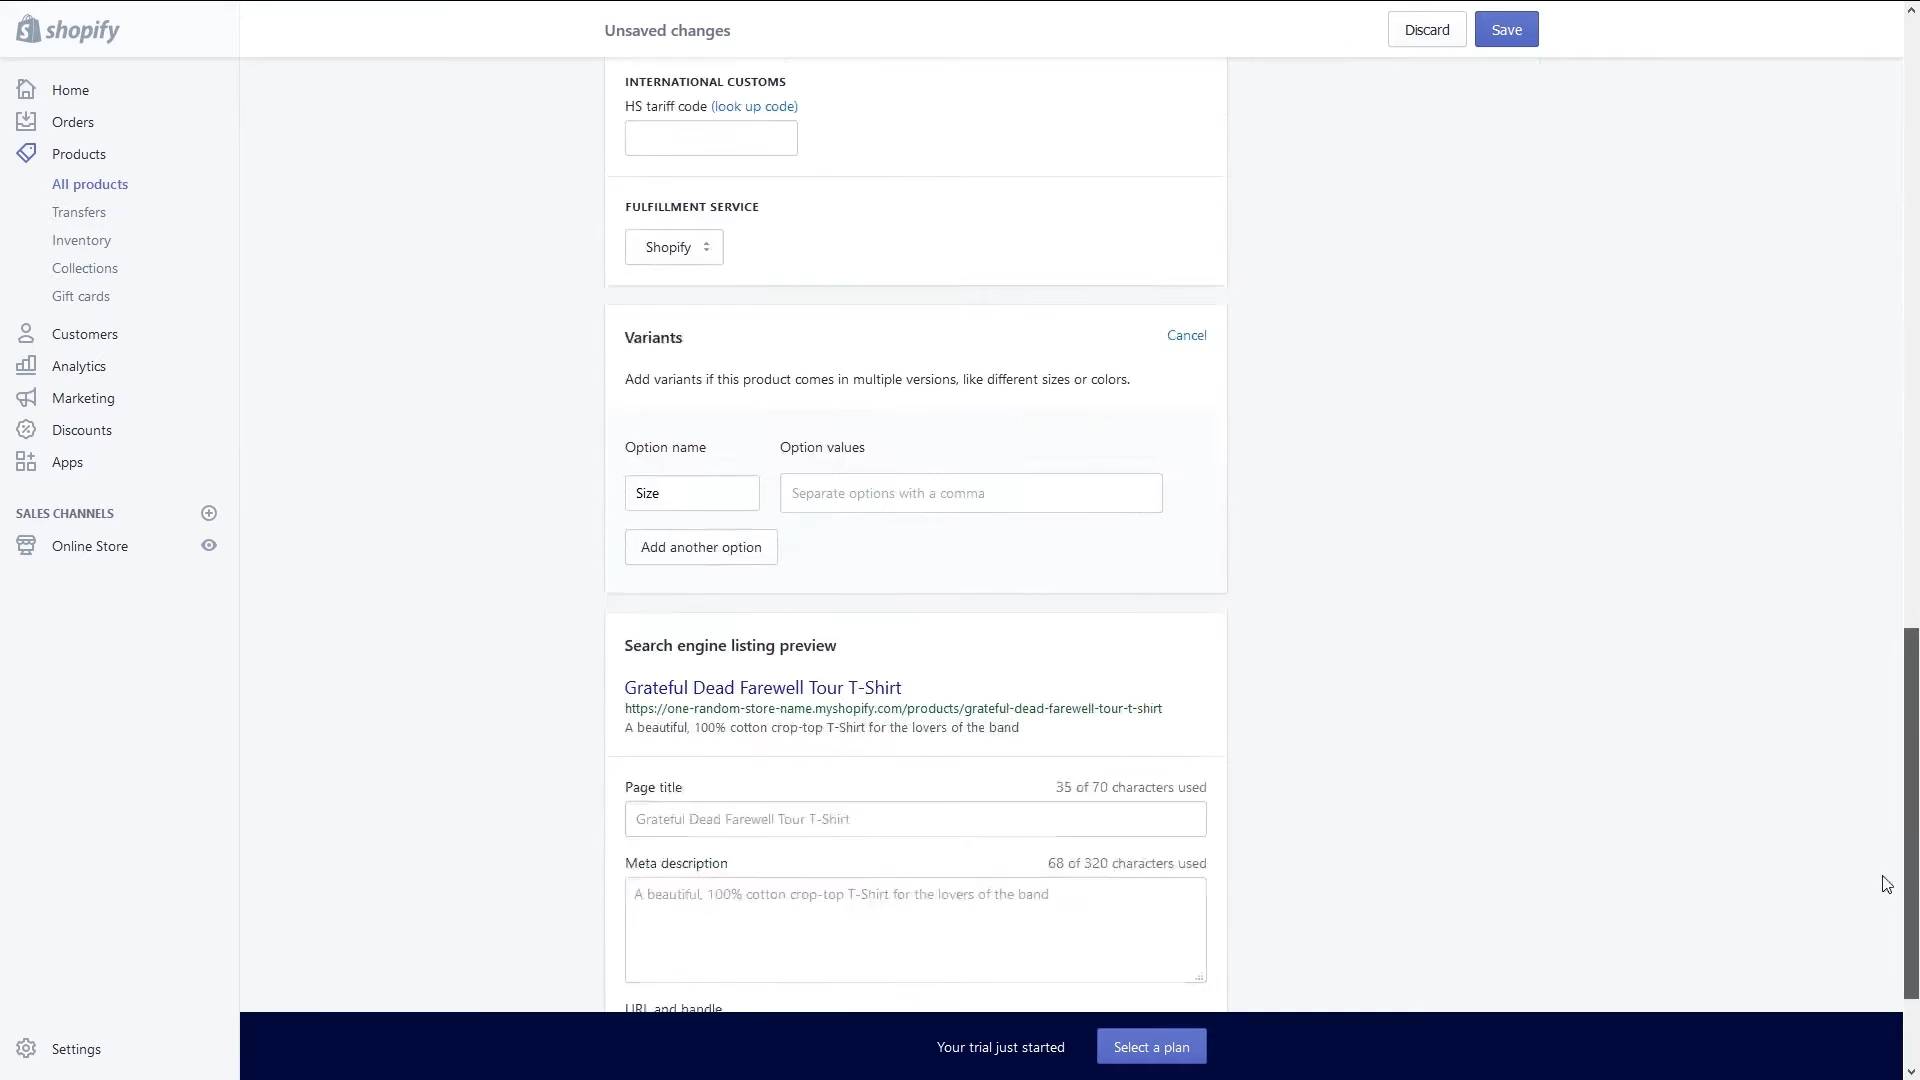 shopify
Unsaved changes
Discard
Save
Home
Orders
Products
All products
Transfers
Inventory
Collections
Gift cards
Customers
Analytics
Marketing
Discounts
Apps
SALES CHANNELS
Online Store
Settings
INTERNATIONAL CUSTOMS
HS tariff code (look up code)
FULFILLMENT SERVICE
Shopify
Variants
Cancel
Add variants if this product comes in multiple versions, like different sizes or colors.
Option name
Option values
Size
Separate options with a comma
Add another option
Search engine listing preview
Grateful Dead Farewell Tour T-Shirt
https://one-random-store-name.myshopify.com/products/grateful-dead-farewell-tour-t-shirt
A beautiful, 100% cotton crop-top T-Shirt for the lovers of the band
Page title
35 of 70 characters used
Grateful Dead Farewell Tour T-Shirt
Meta description
68 of 320 characters used
A beautiful, 100% cotton crop-top T-Shirt for the lovers of the band
URL and handle
Your trial just started
Select a plan